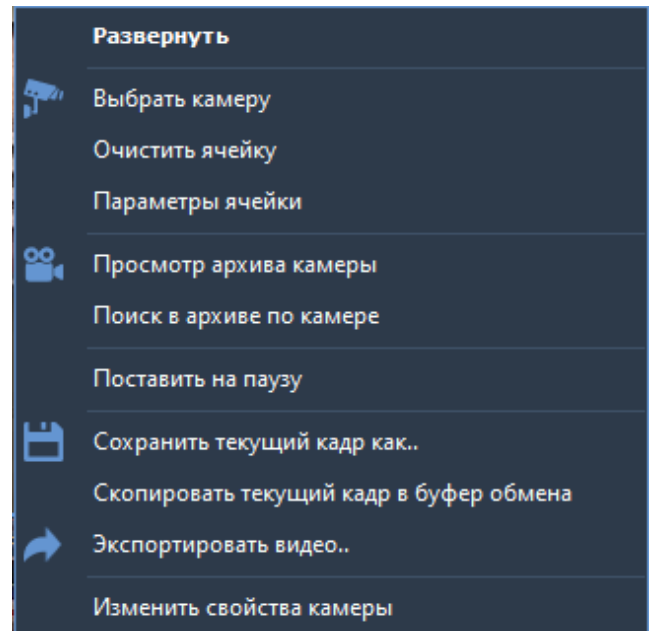 Развернуть
Выбрать камеру
Очистить ячейку
Параметры ячейки
Просмотр архива камеры
Поиск в архиве по камере
Поставить на паузу
Сохранить текущий кадр как..
Скопировать текущий кадр в буфер обмена
Экспортировать видео..
Изменить свойства камеры